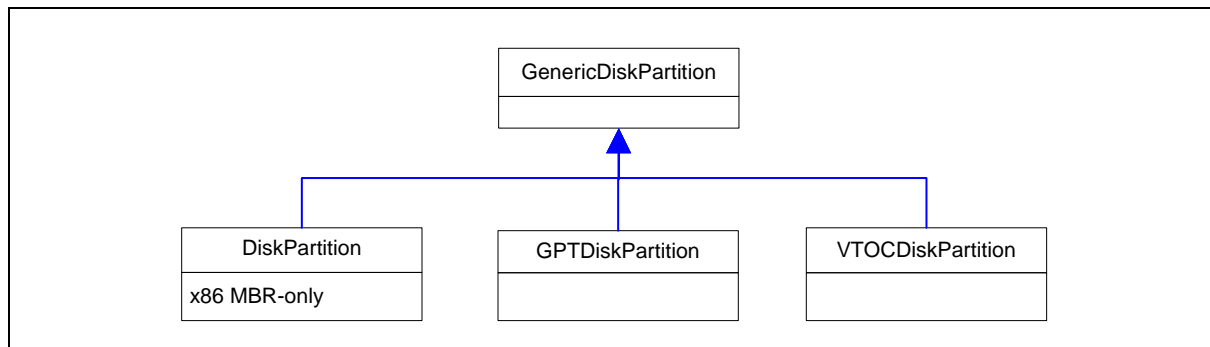 GenericDiskPartition
DiskPartition
GPTDiskPartition
VTOCDiskPartition
x86 MBR-only